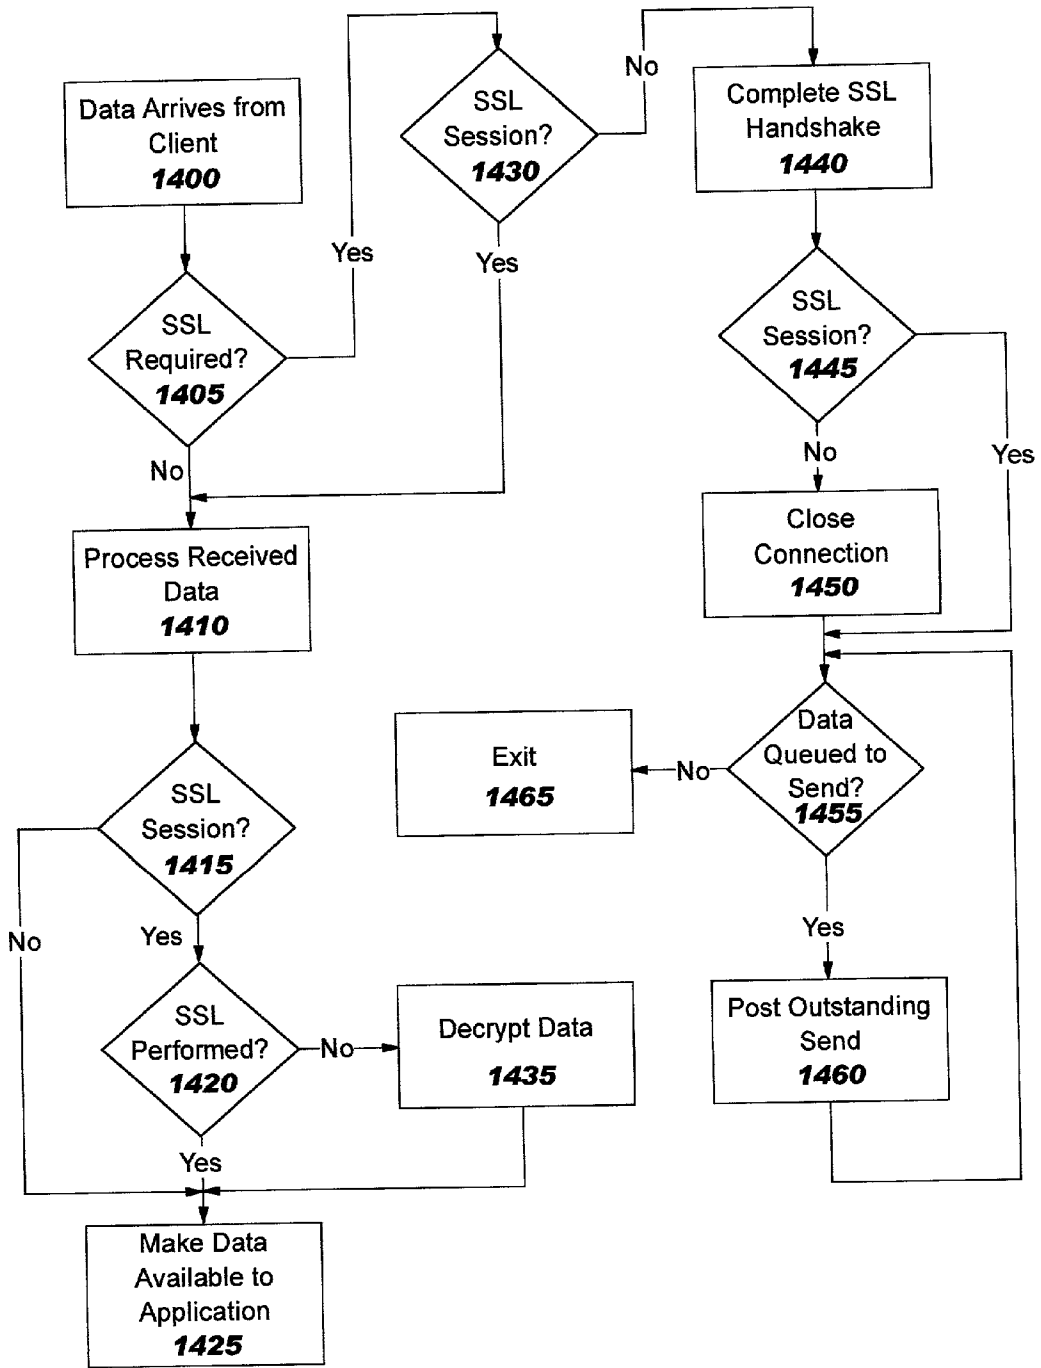 Data Arrives from
Client
1400
SSL
Required?
1405
Yes
No
SSL
Session?
1430
Yes
No
Complete SSL
Handshake
1440
SSL
Session?
1445
No
Yes
Close
Connection
1450
Process Received
Data
1410
SSL
Session?
1415
No
Yes
SSL
Performed?
1420
No
Yes
Decrypt Data
1435
Make Data
Available to
Application
1425
Data
Queued to
Send?
1455
No
Yes
Exit
1465
Post Outstanding
Send
1460